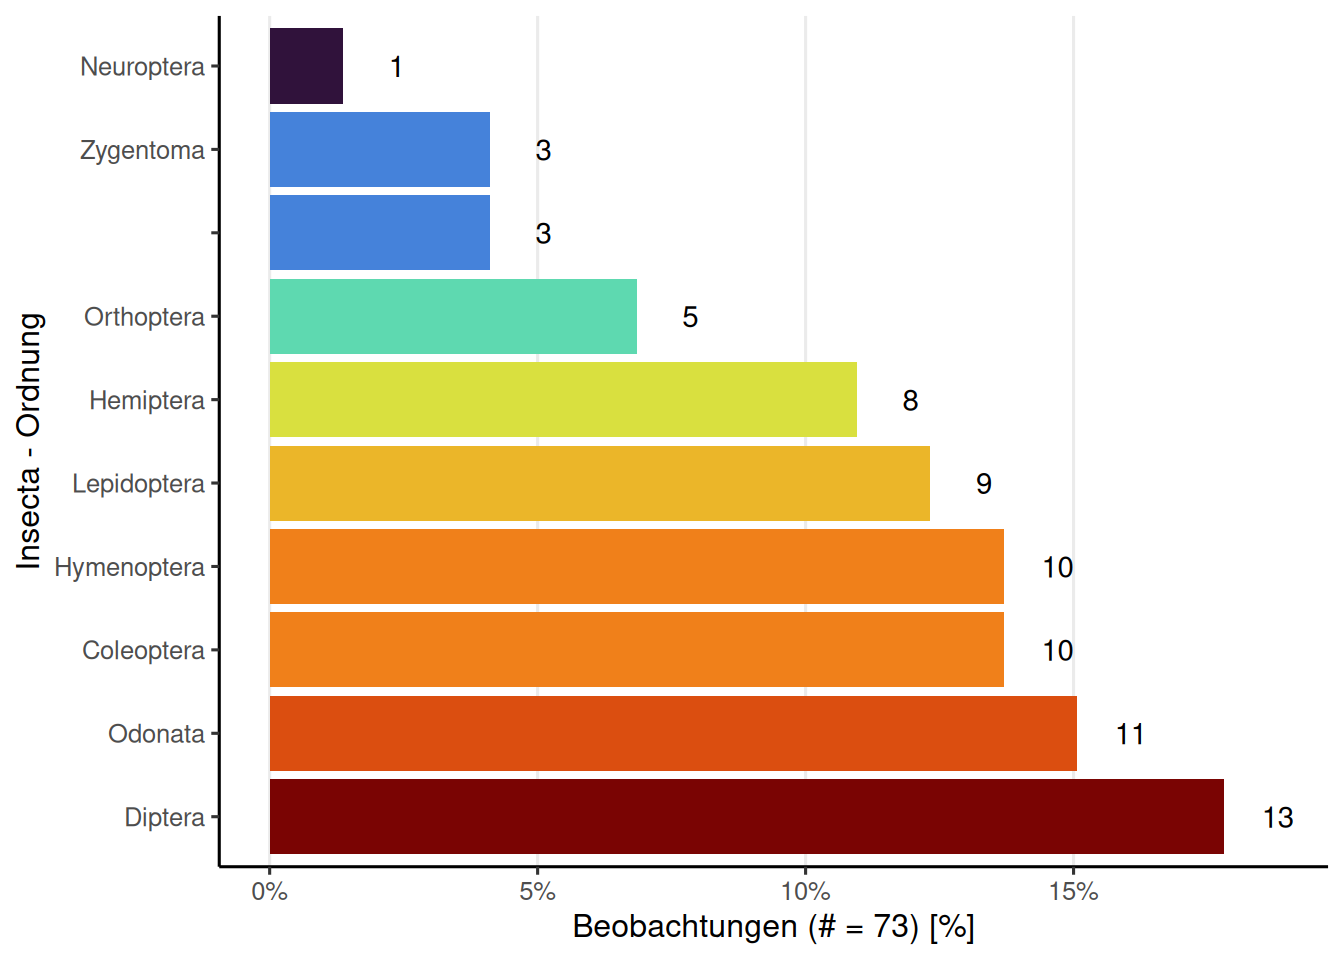 Neuroptera 1
Zygentoma 3
3
Orthoptera 5
Hemiptera 8
Lepidoptera 9
Hymenoptera 10
Coleoptera 10
Odonata 11
Diptera 13
0% 5% 10% 15%
Beobachtungen (# = 73) [%]
Insecta - Ordnung